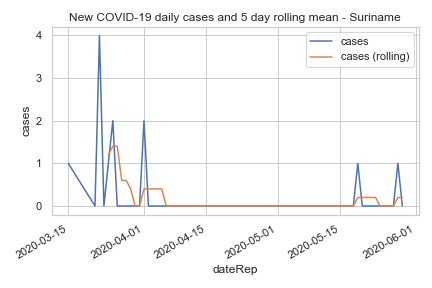 New COVID-19 daily cases and 5 day rolling mean - Suriname
cases
cases (rolling)
4
3
2
1
0
cases
2020-03-15
2020-04-01
2020-04-15
2020-05-01
2020-05-15
2020-06-01
dateRep